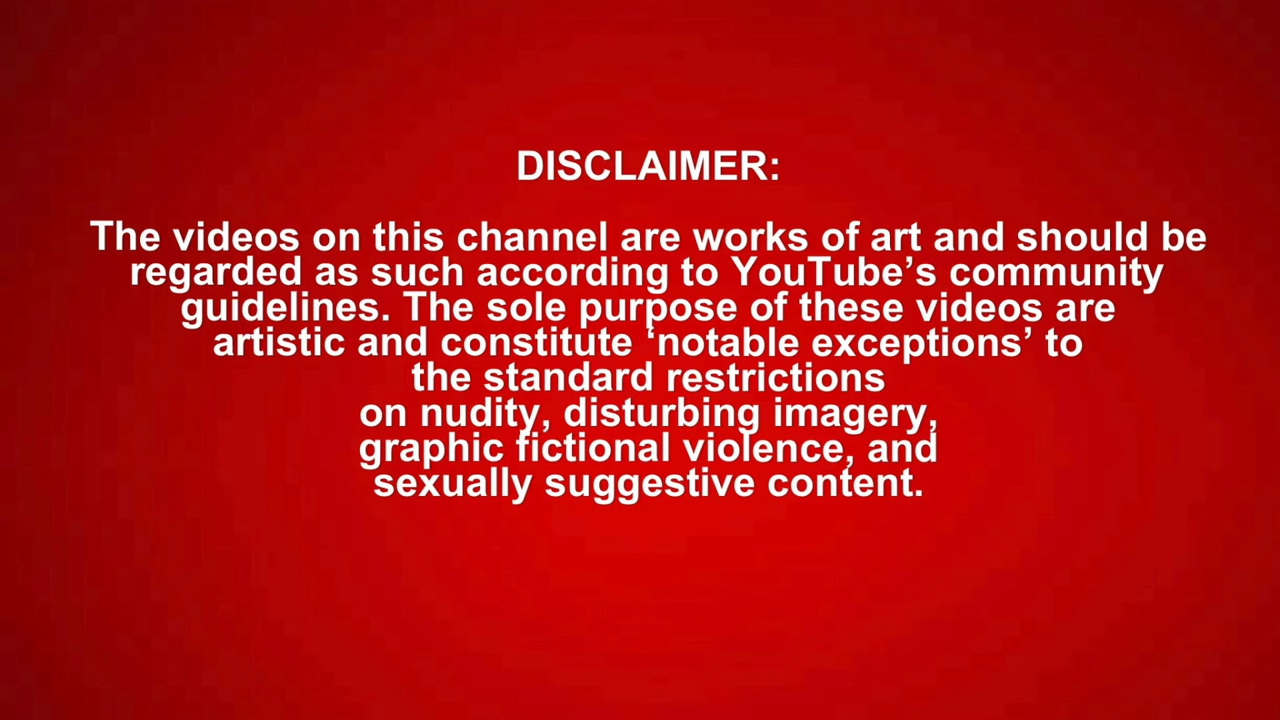 DISCLAIMER:
The videos on this channel are works of art and should be
regarded as such according to YouTube’s community
guidelines. The sole purpose of these videos are
artistic and constitute ‘notable exceptions’ to
the standard restrictions
on nudity, disturbing imagery,
graphic fictional violence, and
sexually suggestive content.